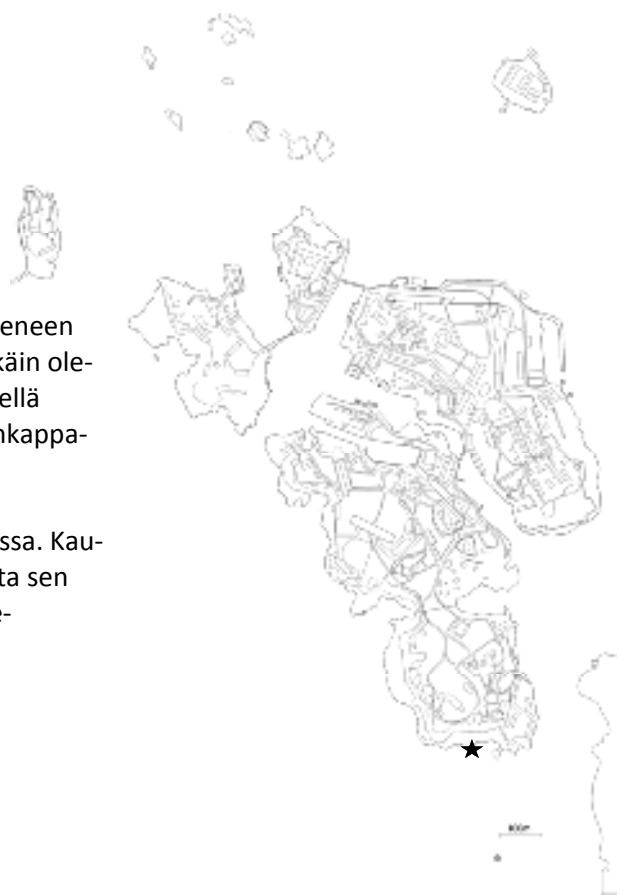 eneen
käin ole-
ellä
nkappa-
ssa. Kau-
ta sen
e-